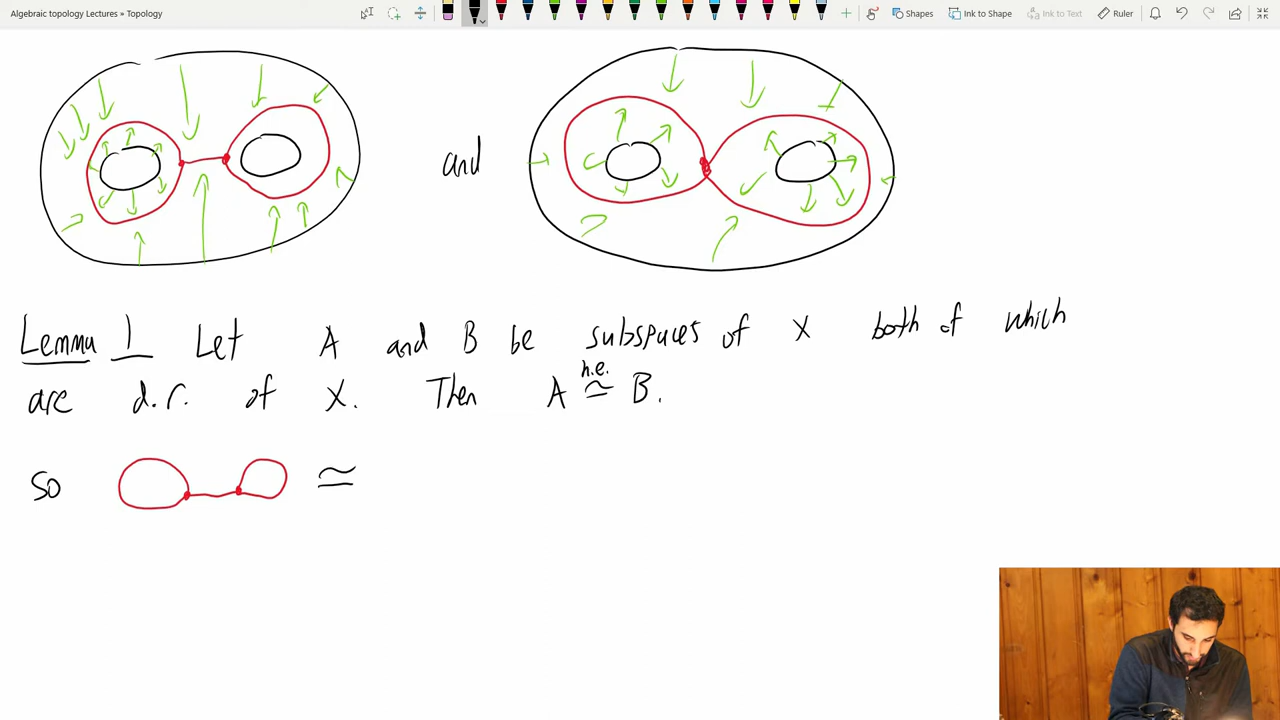 Algebraic topology Lectures » Topology
Shapes
Ink to Shape
Ink to Text
Ruler
and
Lemma 1 Let A and B be subspaces of X both of which
are d.r. of X. Then A h.e. ≅ B.
So ≅